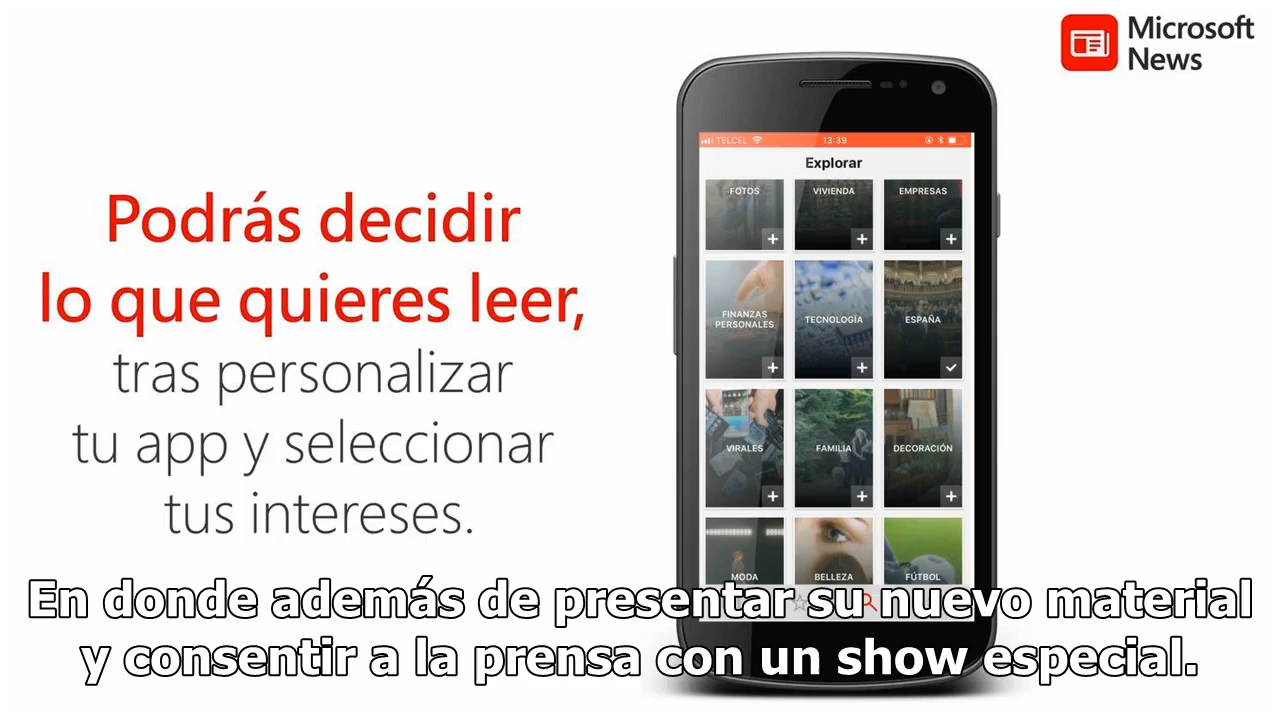 Microsoft
News
TELCEL 13:39
Explorar
FOTOS VIVIENDA EMPRESAS
FINANZAS
PERSONALES TECNOLOGÍA ESPAÑA
VIRALES FAMILIA DECORACIÓN
MODA BELLEZA FÚTBOL
Podrás decidir
lo que quieres leer,
tras personalizar
tu app y seleccionar
tus intereses.
En donde además de presentar su nuevo material
y consentir a la prensa con un show especial.